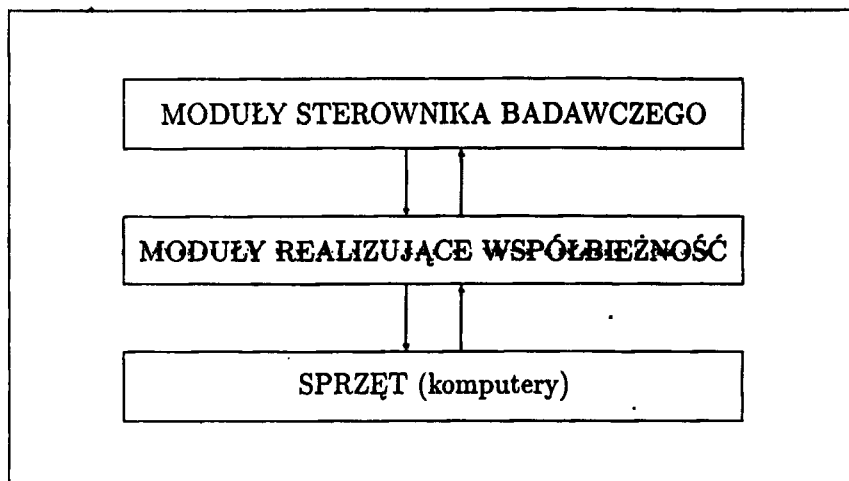 MODUŁY STEROWNIKA BADAWCZEGO
MODUŁY REALIZUJĄCE WSPÓŁBIEŻNOŚĆ
SPRZĘT (komputery)